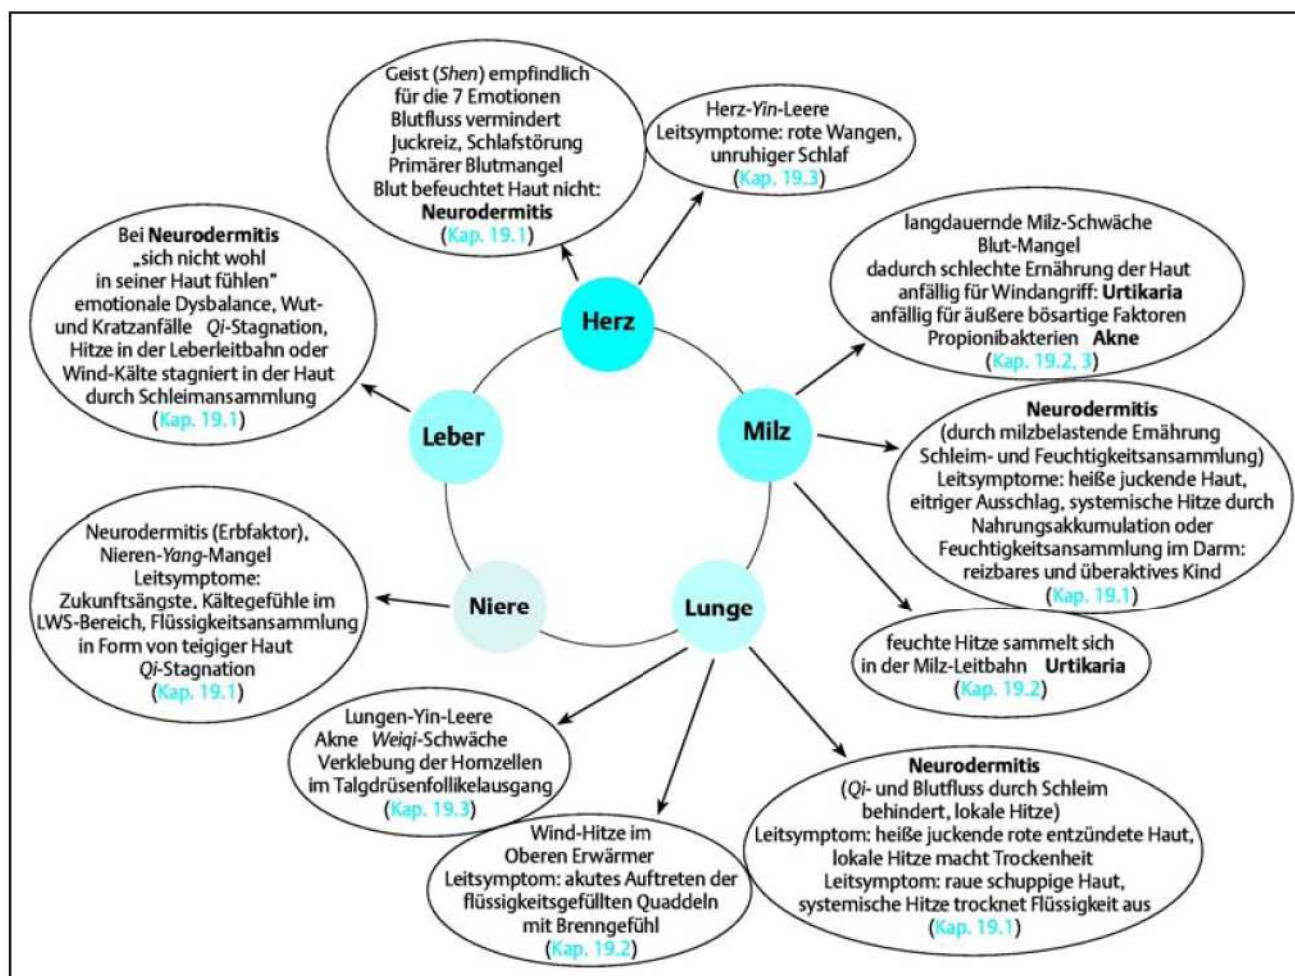 Geist (Shen) empfindlich
für die 7 Emotionen
Blutfluss vermindert
Juckreiz, Schlafstörung
Primärer Blutmangel
Blut befeuchtet Haut nicht:
Neurodermitis
(Kap. 19.1)
Herz-Yin-Leere
Leitsymptome: rote Wangen,
unruhiger Schlaf
(Kap. 19.3)
Bei Neurodermitis
„sich nicht wohl
in seiner Haut fühlen"
emotionale Dysbalance, Wut-
und Kratzanfälle Qi-Stagnation,
Hitze in der Leberleitbahn oder
Wind-Kälte stagniert in der Haut
durch Schleimansammlung
(Kap. 19.1)
langdauernde Milz-Schwäche
Blut-Mangel
dadurch schlechte Ernährung der Haut
anfällig für Windangriff: Urtikaria
anfällig für äußere bösartige Faktoren
Propionibakterien Akne
(Kap. 19.2, 3)
Herz
Leber
Milz
Niere
Lunge
Neurodermitis
(durch milzbelastende Ernährung
Schleim- und Feuchtigkeitsansammlung)
Leitsymptome: heiße juckende Haut,
eitriger Ausschlag, systemische Hitze durch
Nahrungsakkumulation oder
Feuchtigkeitsansammlung im Darm:
reizbares und überaktives Kind
(Kap. 19.1)
Neurodermitis (Erbfaktor),
Nieren-Yang-Mangel
Leitsymptome:
Zukunftsängste, Kältegefühle im
LWS-Bereich, Flüssigkeitsansammlung
in Form von teigiger Haut
Qi-Stagnation
(Kap. 19.1)
feuchte Hitze sammelt sich
in der Milz-Leitbahn Urtikaria
(Kap. 19.2)
Lungen-Yin-Leere
Akne Weiqi-Schwäche
Verklebung der Hornzellen
im Talgdrüsenfollikelausgang
(Kap. 19.3)
Wind-Hitze im
Oberen Erwärmer
Leitsymptom: akutes Auftreten der
flüssigkeitsgefüllten Quaddeln
mit Brenngefühl
(Kap. 19.2)
Neurodermitis
(Qi- und Blutfluss durch Schleim
behindert, lokale Hitze)
Leitsymptom: heiße juckende rote entzündete Haut,
lokale Hitze macht Trockenheit
Leitsymptom: raue schuppige Haut,
systemische Hitze trocknet Flüssigkeit aus
(Kap. 19.1)